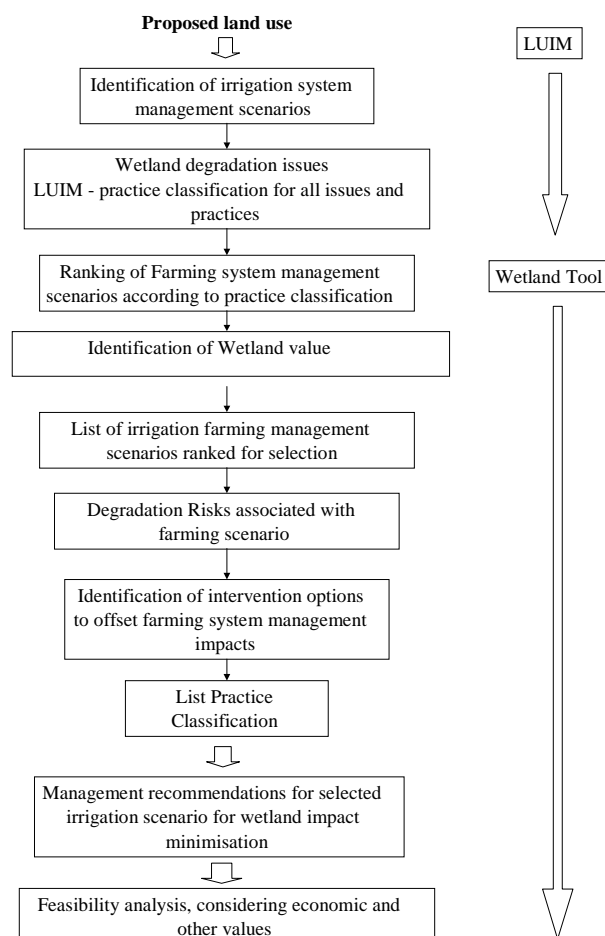 Proposed land use
LUIM
Identification of irrigation system
management scenarios
Wetland degradation issues
LUIM - practice classification for all issues and
practices
Ranking of Farming system management
scenarios according to practice classification
Wetland Tool
Identification of Wetland value
List of irrigation farming management
scenarios ranked for selection
Degradation Risks associated with
farming scenario
Identification of intervention options
to offset farming system management
impacts
List Practice
Classification
Management recommendations for selected
irrigation scenario for wetland impact
minimisation
Feasibility analysis, considering economic and
other values